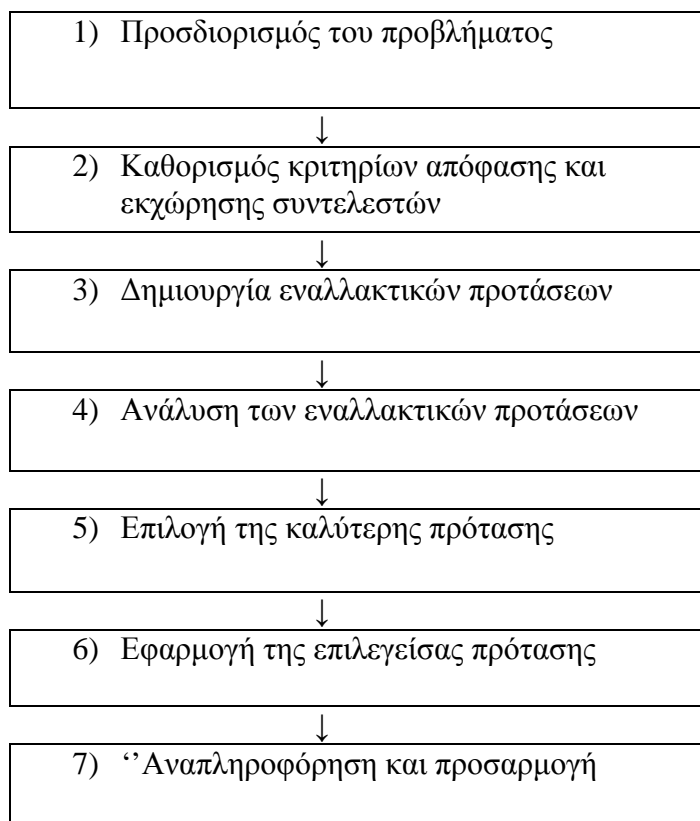 1) Προσδιορισμός του προβλήματος
↓
2) Καθορισμός κριτηρίων απόφασης και
εκχώρησης συντελεστών
↓
3) Δημιουργία εναλλακτικών προτάσεων
↓
4) Ανάλυση των εναλλακτικών προτάσεων
↓
5) Επιλογή της καλύτερης πρότασης
↓
6) Εφαρμογή της επιλεγείσας πρότασης
↓
7) ‘’Αναπληροφόρηση και προσαρμογή